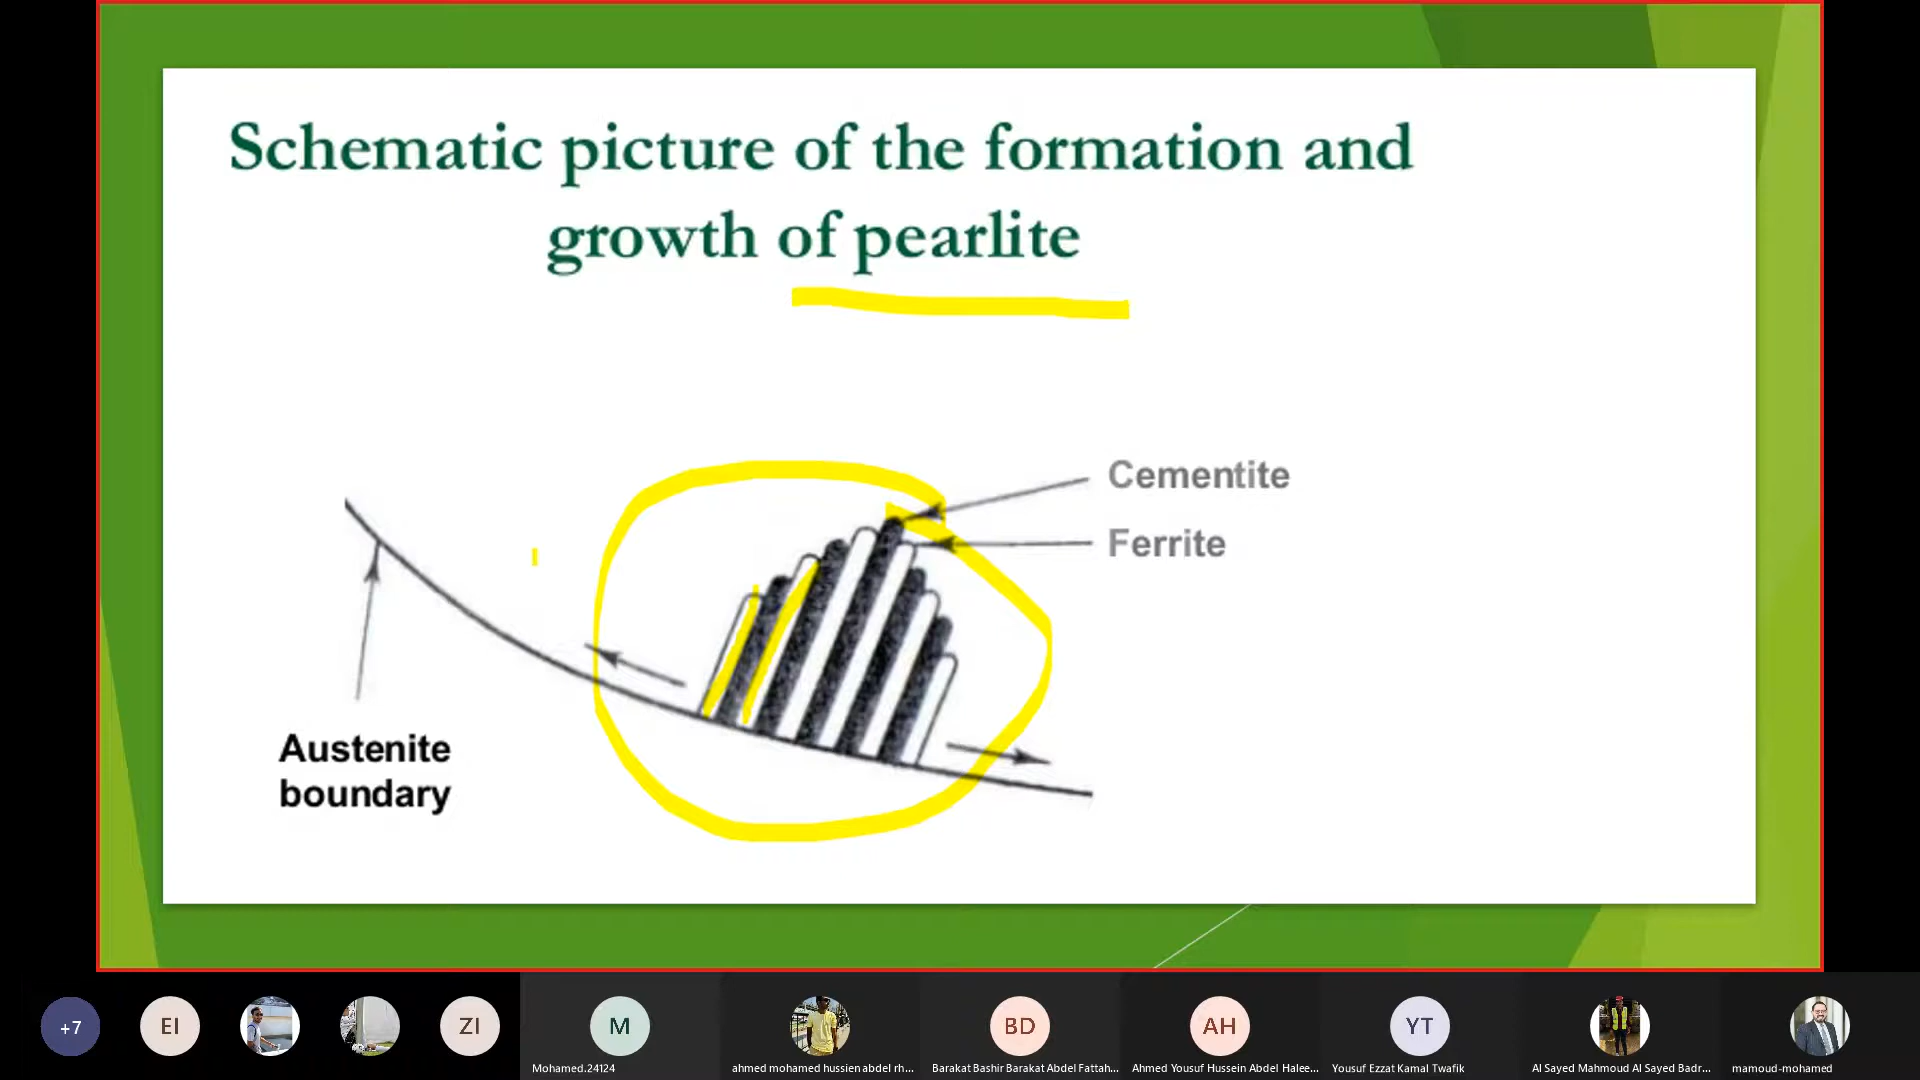 Schematic picture of the formation and
growth of pearlite
Cementite
Ferrite
Austenite
boundary
+7
EI
ZI
M
BD
AH
YT
Mohamed.24124
ahmed mohamed hussien abdel rh...
Barakat Bashir Barakat Abdel Fattah...
Ahmed Yousuf Hussein Abdel Halee...
Yousuf Ezzat Kamal Twafik
Al Sayed Mahmoud Al Sayed Badr...
mamoud-mohamed